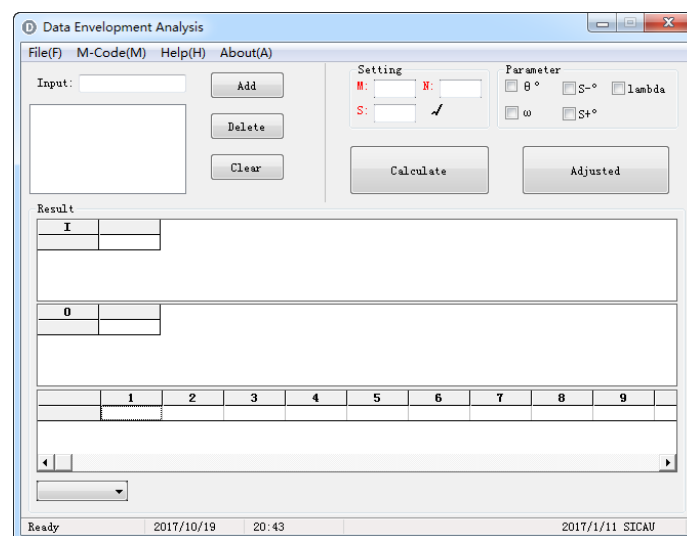 Data Envelopment Analysis
File(F) M-Code(M) Help(H) About(A)
Input:
Add
Delete
Clear
Setting
M: N:
S:
Parameter
θ° S-° lambda
ω S+°
Calculate
Adjusted
Result
I
O
1 2 3 4 5 6 7 8 9
Ready 2017/10/19 20:43 2017/1/11 SICAU